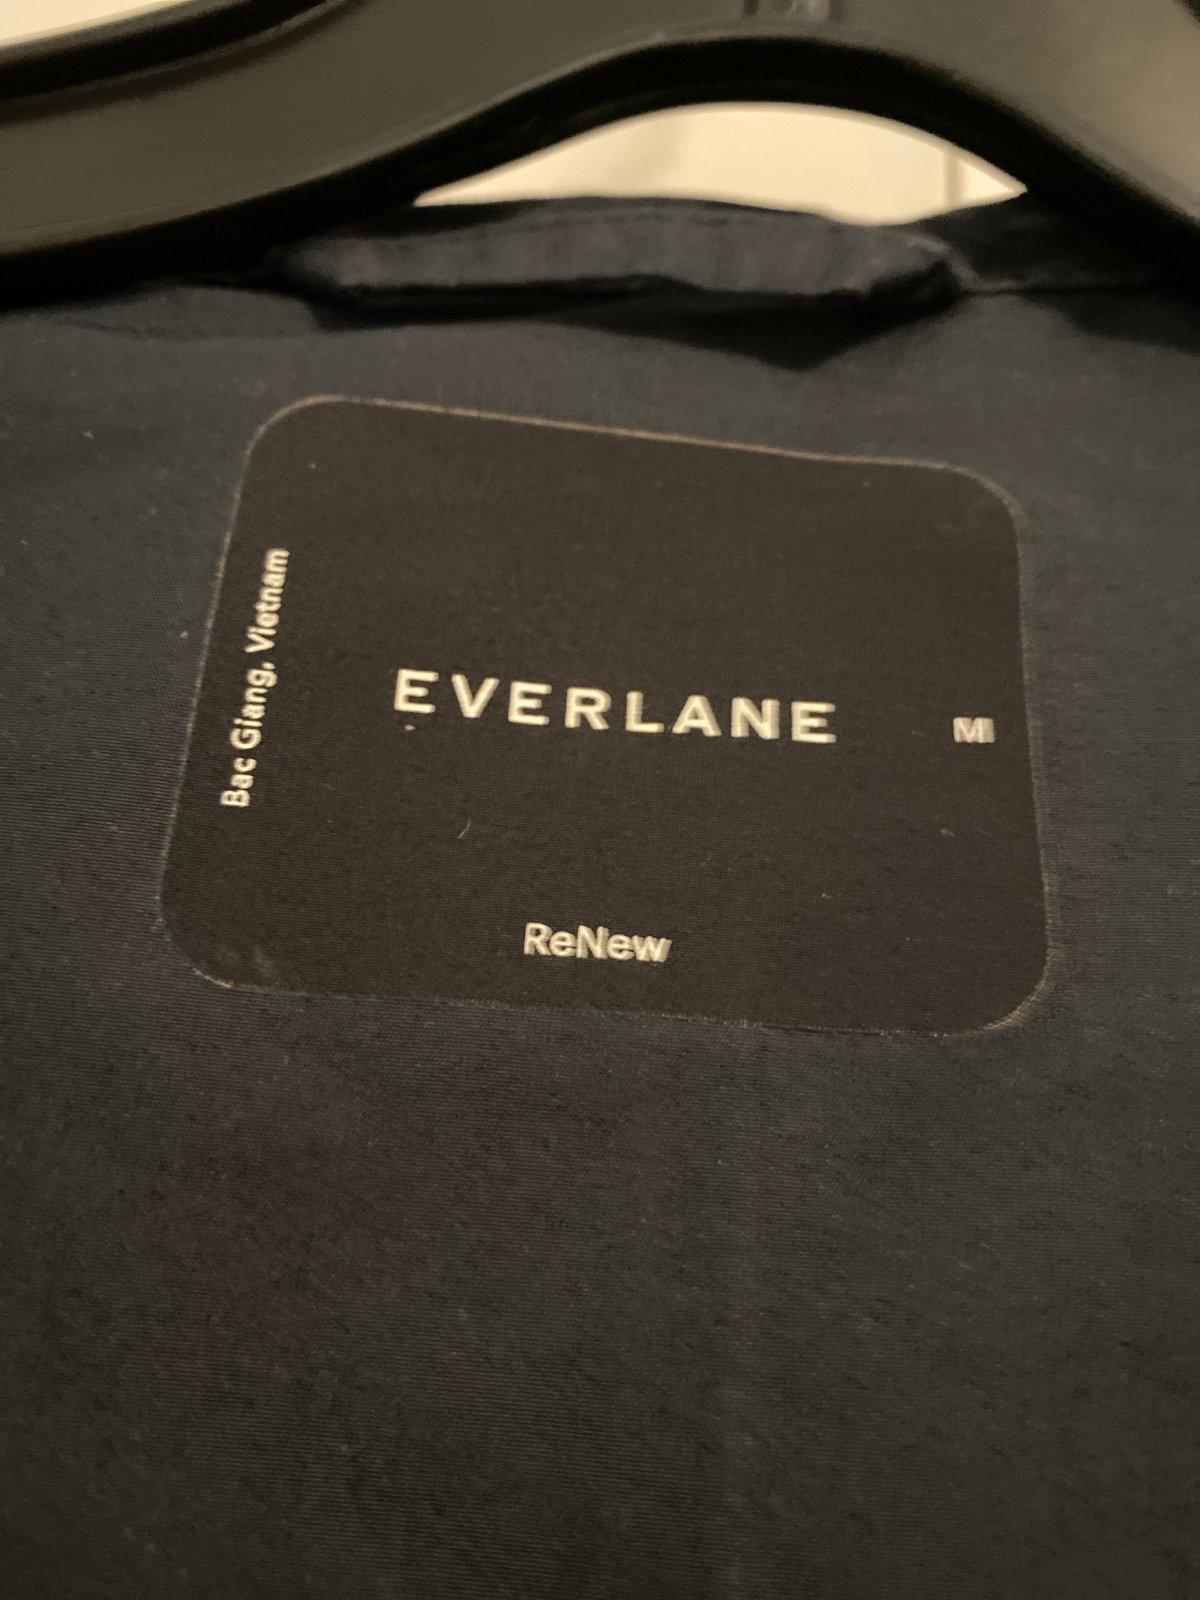 Bac Giang, Vietnam
EVERLANE
M
ReNew